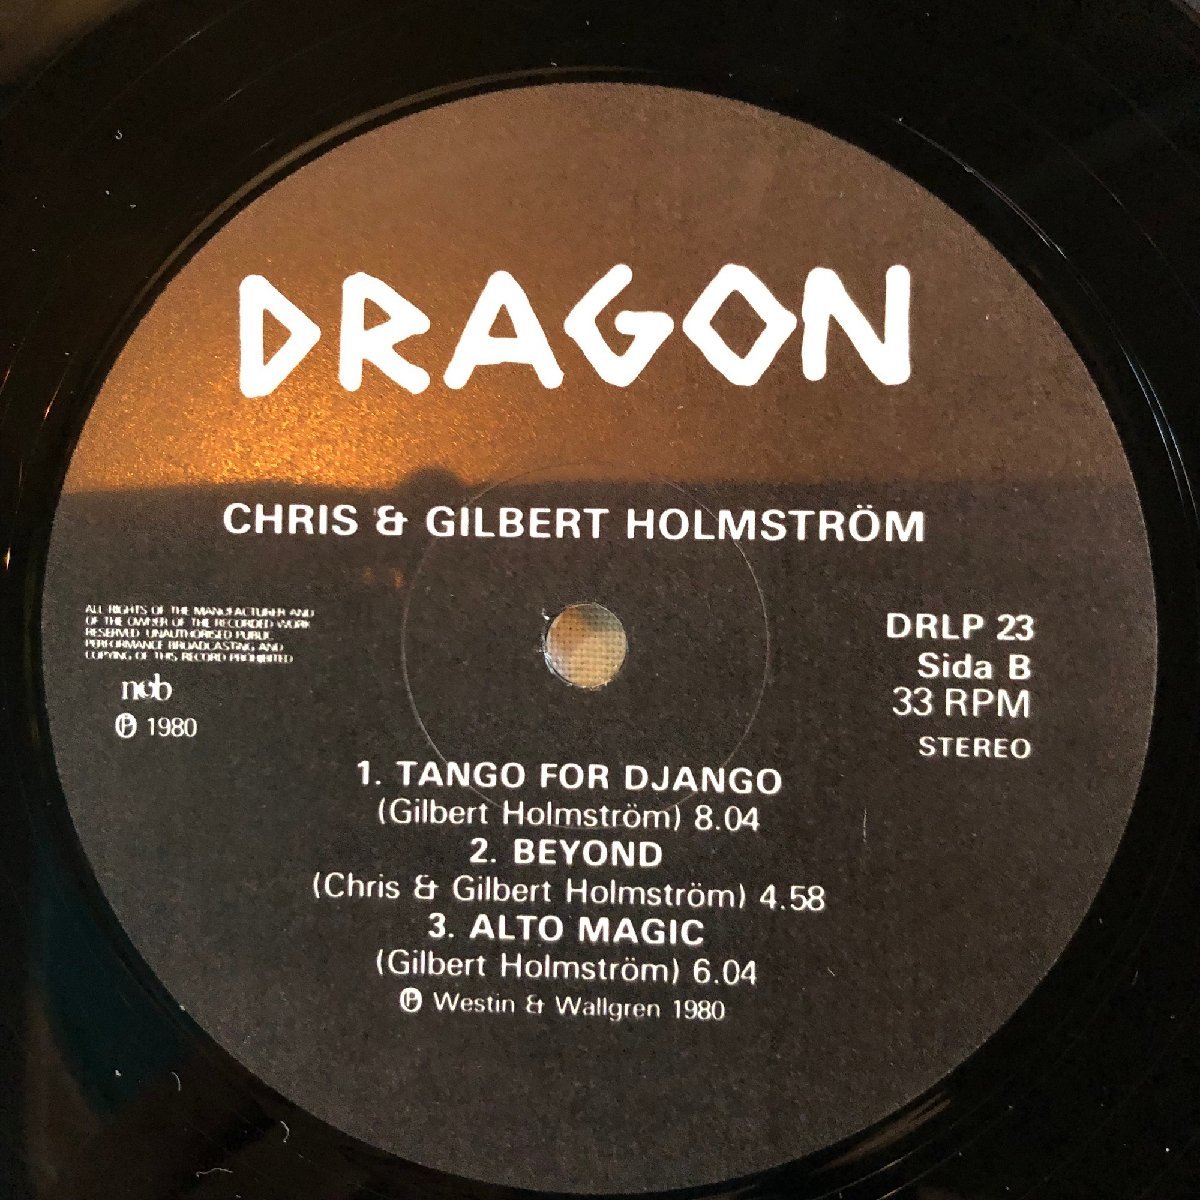 DRAGON
CHRIS & GILBERT HOLMSTRÖM
ALL RIGHTS OF THE MANUFACTURER AND
OF THE OWNER OF THE RECORDED WORK
RESERVED UNAUTHORISED PUBLIC
PERFORMANCE BROADCASTING AND
COPYING OF THIS RECORD PROHIBITED
ncb
℗ 1980
DRLP 23
Sida B
33 RPM
STEREO
1. TANGO FOR DJANGO
(Gilbert Holmström) 8.04
2. BEYOND
(Chris & Gilbert Holmström) 4.58
3. ALTO MAGIC
(Gilbert Holmström) 6.04
℗ Westin & Wallgren 1980